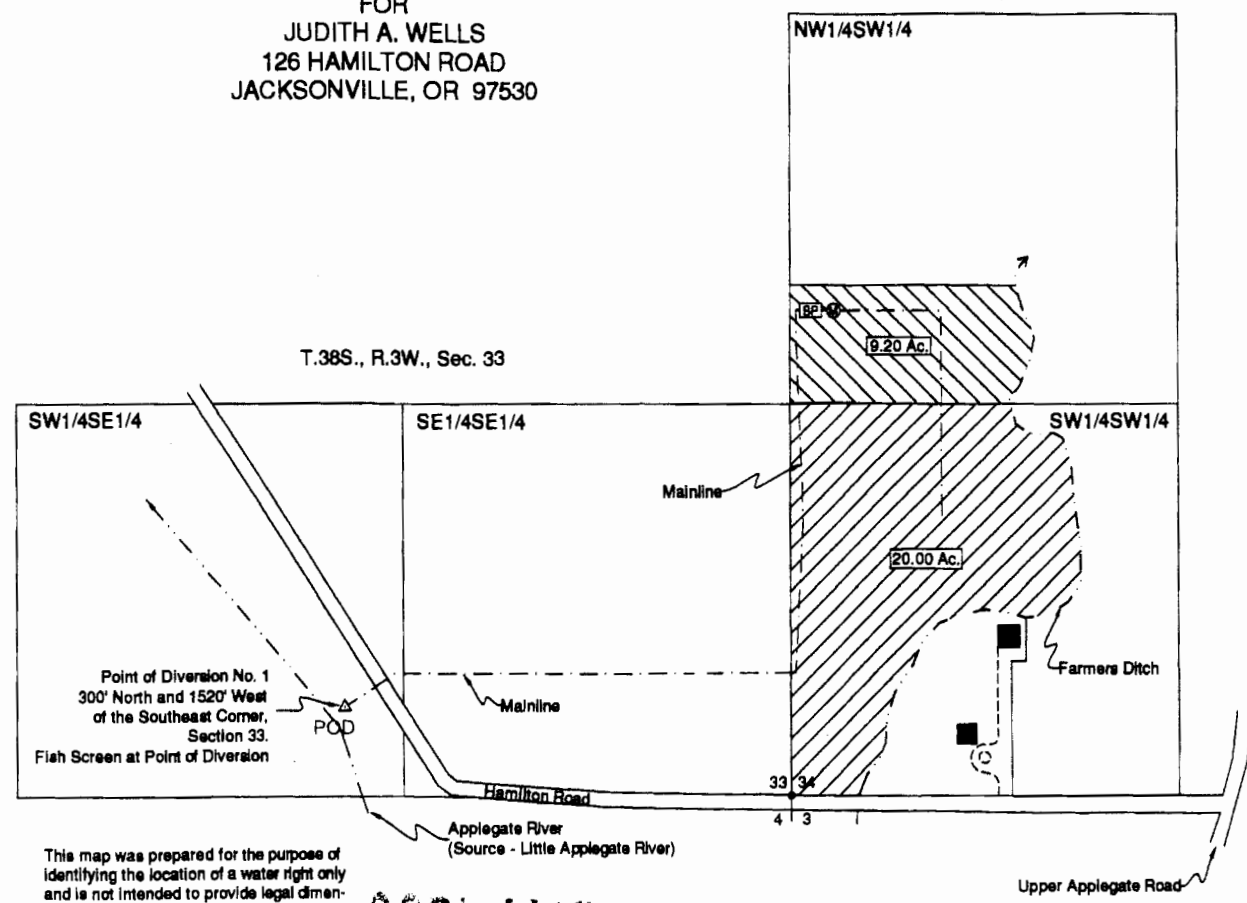 FOR
JUDITH A. WELLS
126 HAMILTON ROAD
JACKSONVILLE, OR 97530
NW1/4SW1/4
BP M
9.20 Ac.
T.38S., R.3W., Sec. 33
SW1/4SE1/4
SE1/4SE1/4
SW1/4SW1/4
Mainline
20.00 Ac.
Farmers Ditch
Point of Diversion No. 1
300' North and 1520' West
of the Southeast Corner,
Section 33.
Fish Screen at Point of Diversion
POD
Mainline
33 34
4 3
Hamilton Road
Applegate River
(Source - Little Applegate River)
This map was prepared for the purpose of
identifying the location of a water right only
and is not intended to provide legal dimen-
Upper Applegate Road